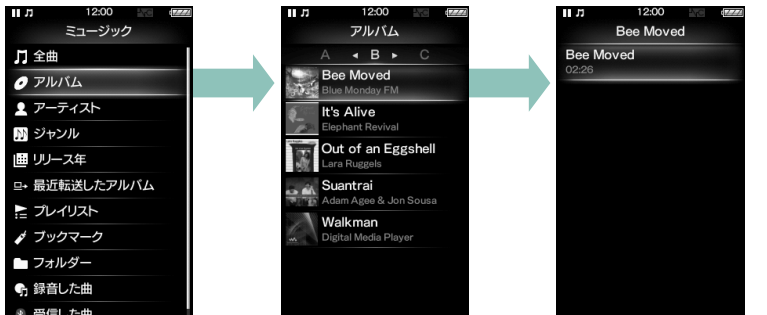 12:00
ミュージック
全曲
アルバム
アーティスト
ジャンル
リリース年
最近転送したアルバム
プレイリスト
ブックマーク
フォルダー
録音した曲
受信した曲
12:00
アルバム
A B C
Bee Moved
Blue Monday FM
It's Alive
Elephant Revival
Out of an Eggshell
Lara Ruggels
Suantrai
Adam Agee & Jon Sousa
Walkman
Digital Media Player
12:00
Bee Moved
Bee Moved
02:26